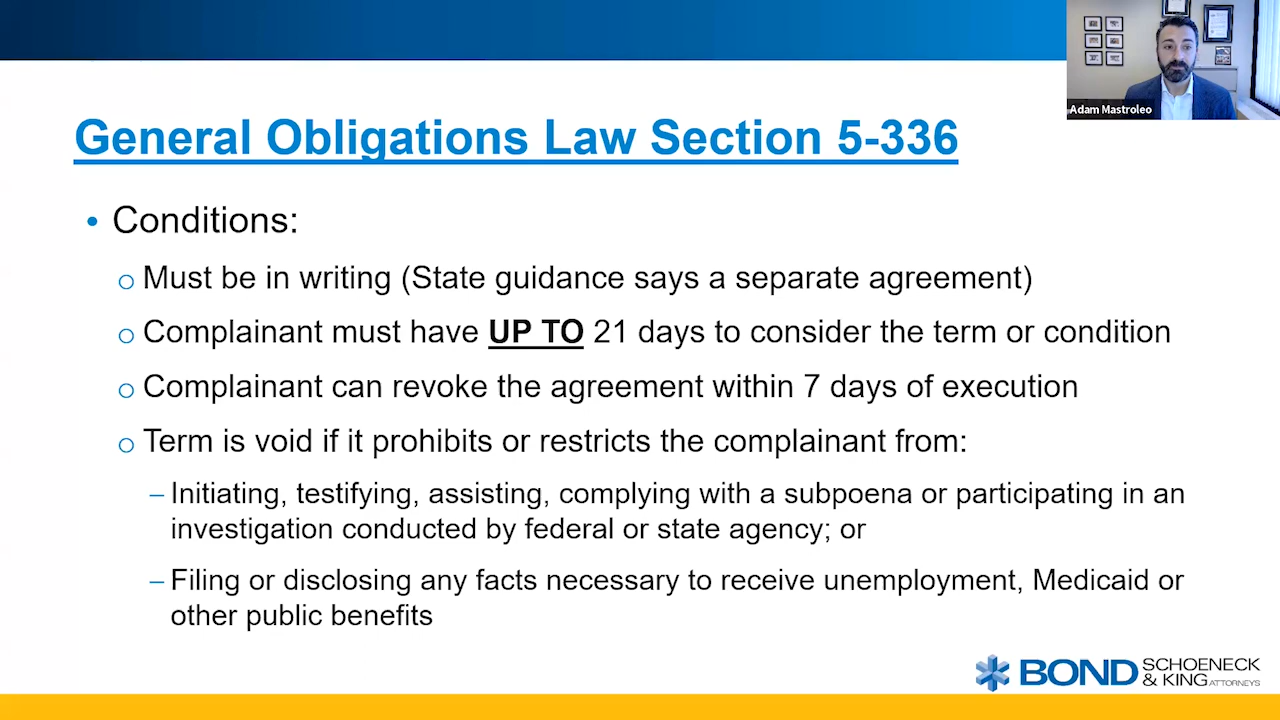 Adam Mastroleo
General Obligations Law Section 5-336
• Conditions:
o Must be in writing (State guidance says a separate agreement)
o Complainant must have UP TO 21 days to consider the term or condition
o Complainant can revoke the agreement within 7 days of execution
o Term is void if it prohibits or restricts the complainant from:
– Initiating, testifying, assisting, complying with a subpoena or participating in an
investigation conducted by federal or state agency; or
– Filing or disclosing any facts necessary to receive unemployment, Medicaid or
other public benefits
BOND SCHOENECK
& KING ATTORNEYS